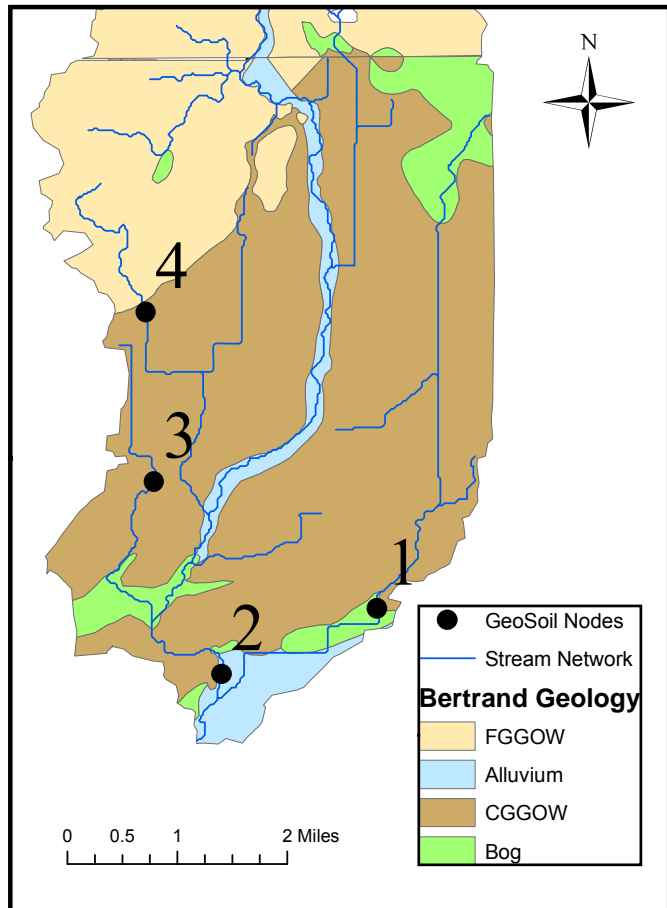 N
4
3
1
2
GeoSoil Nodes
Stream Network
Bertrand Geology
FGGOW
Alluvium
CGGOW
Bog
0 0.5 1 2 Miles